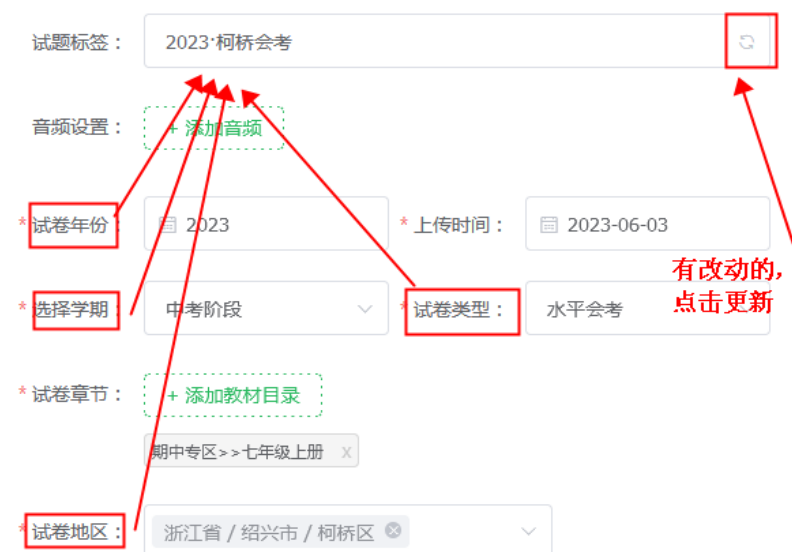 试题标签： 2023·柯桥会考
音频设置： + 添加音频
* 试卷年份： 2023 * 上传时间： 2023-06-03
有改动的,
点击更新
* 选择学期： 中考阶段 * 试卷类型： 水平会考
* 试卷章节： + 添加教材目录
期中专区>>七年级上册 x
* 试卷地区： 浙江省 / 绍兴市 / 柯桥区